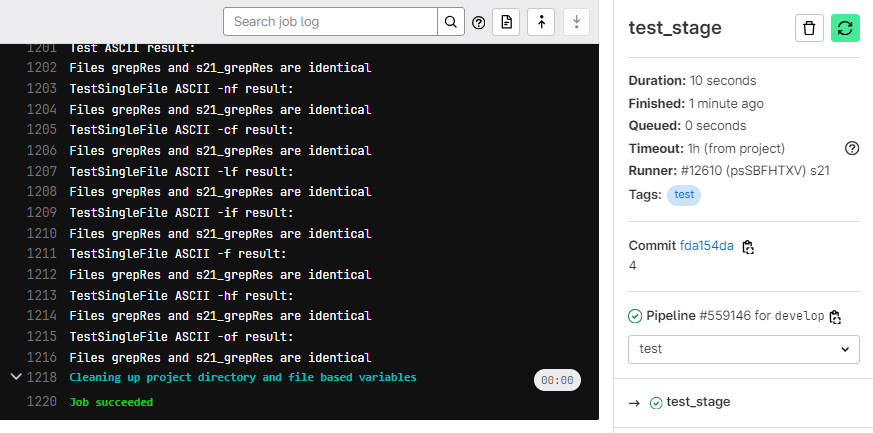 Search job log
1201 Test ASCII result:
1202 Files grepRes and s21_grepRes are identical
1203 TestSingleFile ASCII -nf result:
1204 Files grepRes and s21_grepRes are identical
1205 TestSingleFile ASCII -cf result:
1206 Files grepRes and s21_grepRes are identical
1207 TestSingleFile ASCII -lf result:
1208 Files grepRes and s21_grepRes are identical
1209 TestSingleFile ASCII -if result:
1210 Files grepRes and s21_grepRes are identical
1211 TestSingleFile ASCII -f result:
1212 Files grepRes and s21_grepRes are identical
1213 TestSingleFile ASCII -hf result:
1214 Files grepRes and s21_grepRes are identical
1215 TestSingleFile ASCII -of result:
1216 Files grepRes and s21_grepRes are identical
1218 Cleaning up project directory and file based variables 00:00
1220 Job succeeded
test_stage
Duration: 10 seconds
Finished: 1 minute ago
Queued: 0 seconds
Timeout: 1h (from project)
Runner: #12610 (psSBFHTXV) s21
Tags: test
Commit fda154da
4
Pipeline #559146 for develop
test
→ test_stage